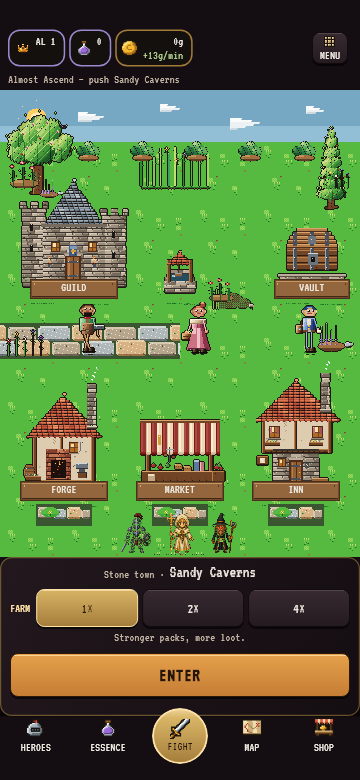 AL 1
0
0g
+13g/min
MENU
Almost Ascend – push Sandy Caverns
GUILD
VAULT
FORGE
MARKET
INN
Stone town · Sandy Caverns
FARM
1X
2X
4X
Stronger packs, more loot.
ENTER
HEROES
ESSENCE
FIGHT
MAP
SHOP